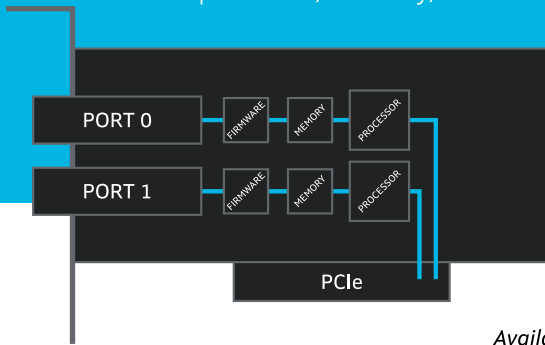 PORT 0
FIRMWARE
MEMORY
PROCESSOR
PORT 1
FIRMWARE
MEMORY
PROCESSOR
PCIe